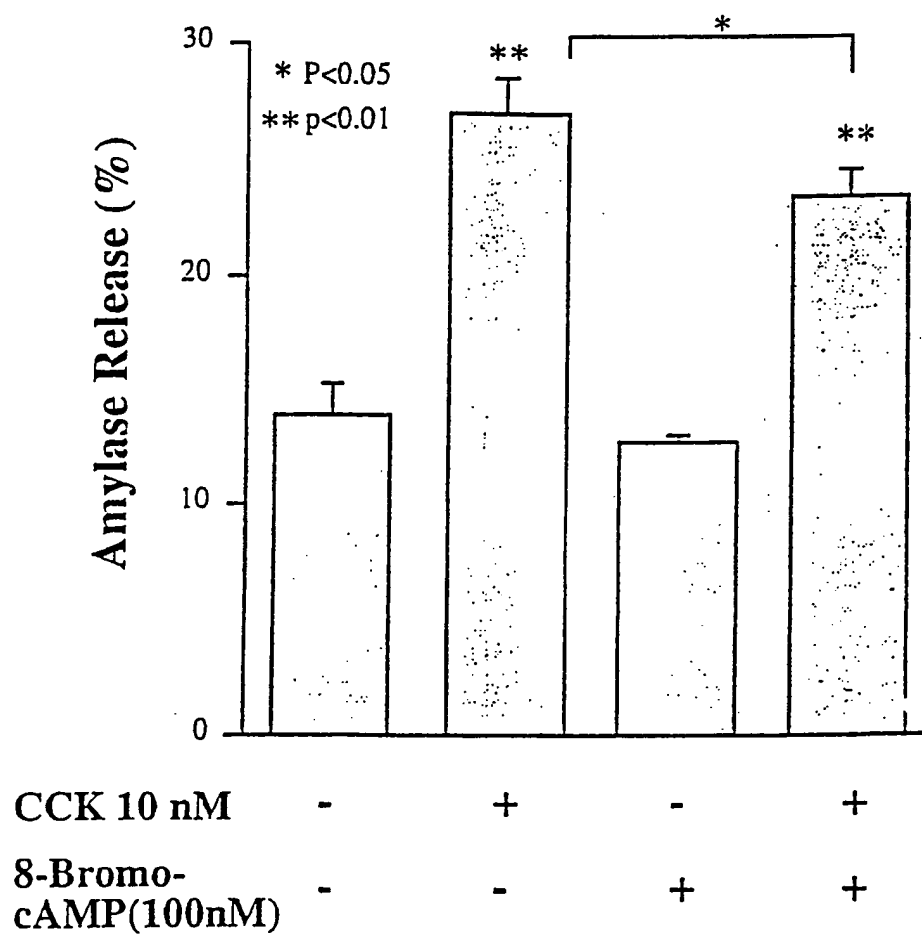 *
30
**
* P<0.05
** p<0.01
**
Amylase Release (%)
20
10
0
CCK 10 nM - + - +
8-Bromo-
cAMP(100nM) - - + +